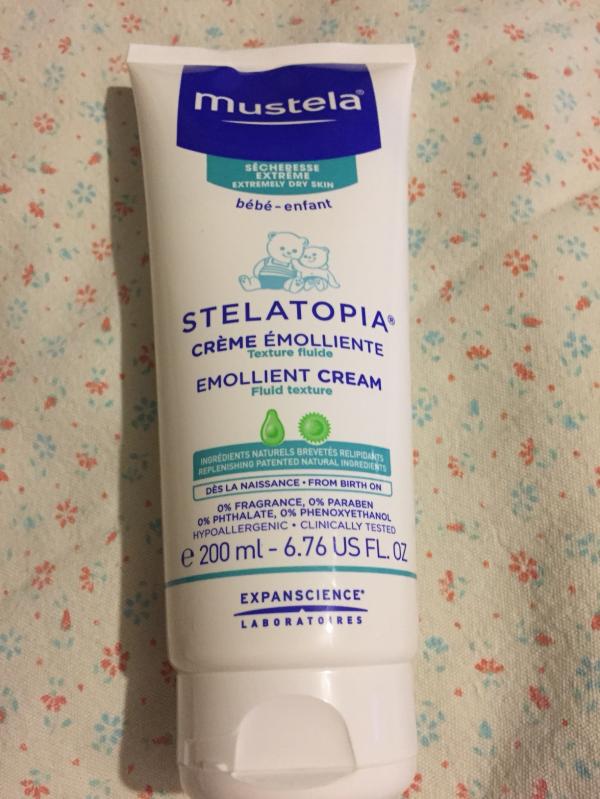 mustela®
SÉCHERESSE
EXTRÊME
EXTREMELY DRY SKIN
bébé-enfant
STELATOPIA®
CRÈME ÉMOLLIENTE
Texture fluide
EMOLLIENT CREAM
Fluid texture
INGRÉDIENTS NATURELS BREVETÉS RELIPIDANTS
REPLENISHING PATENTED NATURAL INGREDIENTS
DÈS LA NAISSANCE • FROM BIRTH ON
0% FRAGRANCE, 0% PARABEN
0% PHTHALATE, 0% PHENOXYETHANOL
HYPOALLERGENIC • CLINICALLY TESTED
e 200 ml - 6.76 US FL. OZ
EXPANSCIENCE®
LABORATOIRES